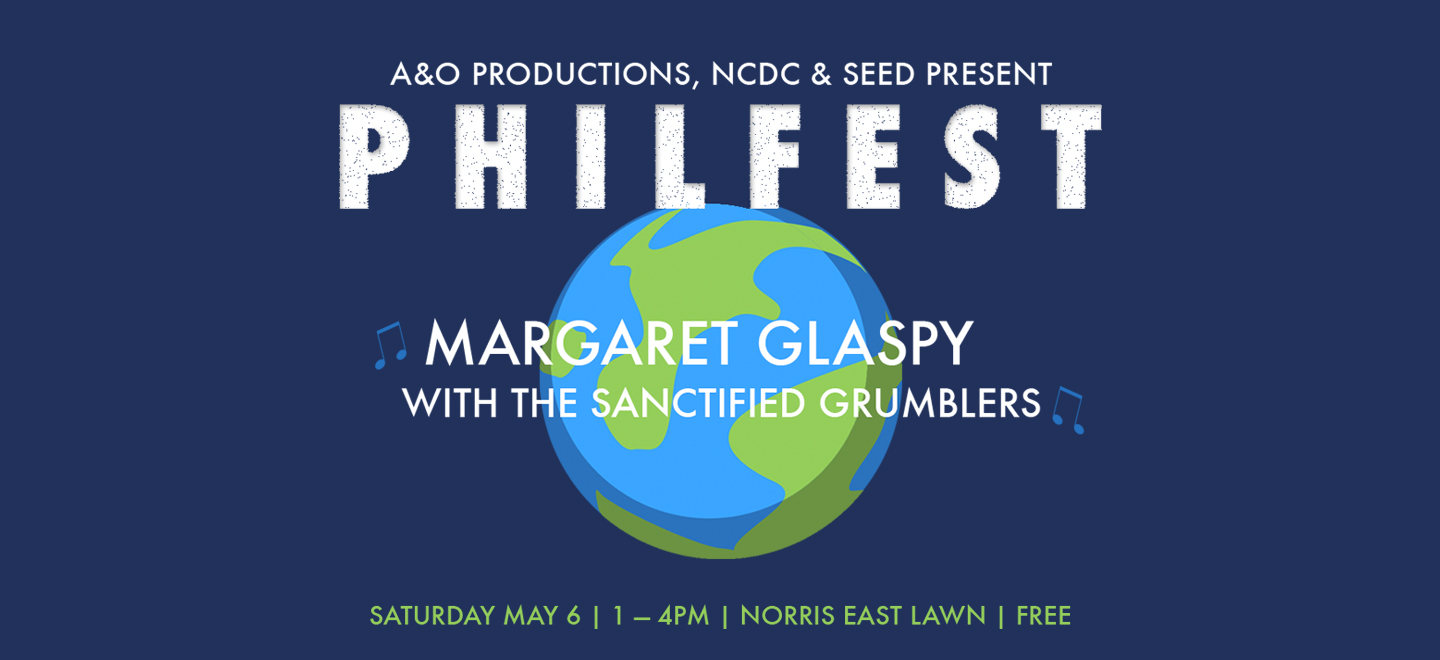 A&O PRODUCTIONS, NCDC & SEED PRESENT
PHILFEST
MARGARET GLASPY
WITH THE SANCTIFIED GRUMBLERS
SATURDAY MAY 6 | 1 – 4PM | NORRIS EAST LAWN | FREE